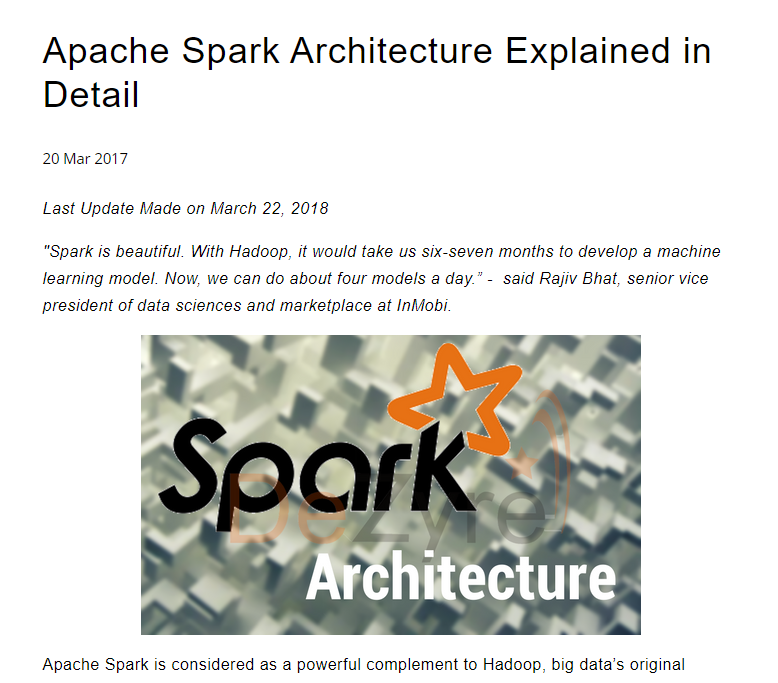 Apache Spark Architecture Explained in
Detail
20 Mar 2017
Last Update Made on March 22, 2018
"Spark is beautiful. With Hadoop, it would take us six-seven months to develop a machine
learning model. Now, we can do about four models a day.” -  said Rajiv Bhat, senior vice
president of data sciences and marketplace at InMobi.
Spark
DeZyre
Architecture
Apache Spark is considered as a powerful complement to Hadoop, big data’s original